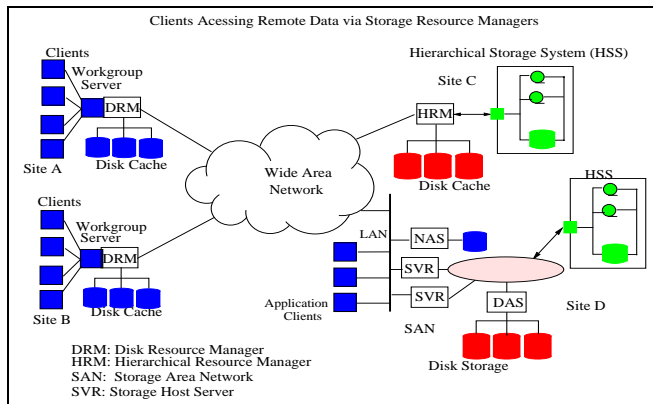 Clients Acessing Remote Data via Storage Resource Managers
Clients
Workgroup
Server
DRM
Site A
Disk Cache
Hierarchical Storage System (HSS)
Site C
HRM
Disk Cache
Wide Area
Network
Clients
Workgroup
Server
DRM
Site B
Disk Cache
HSS
LAN
NAS
SVR
SVR
Application
Clients
SAN
DAS
Site D
Disk Storage
DRM: Disk Resource Manager
HRM: Hierarchical Resource Manager
SAN: Storage Area Network
SVR: Storage Host Server